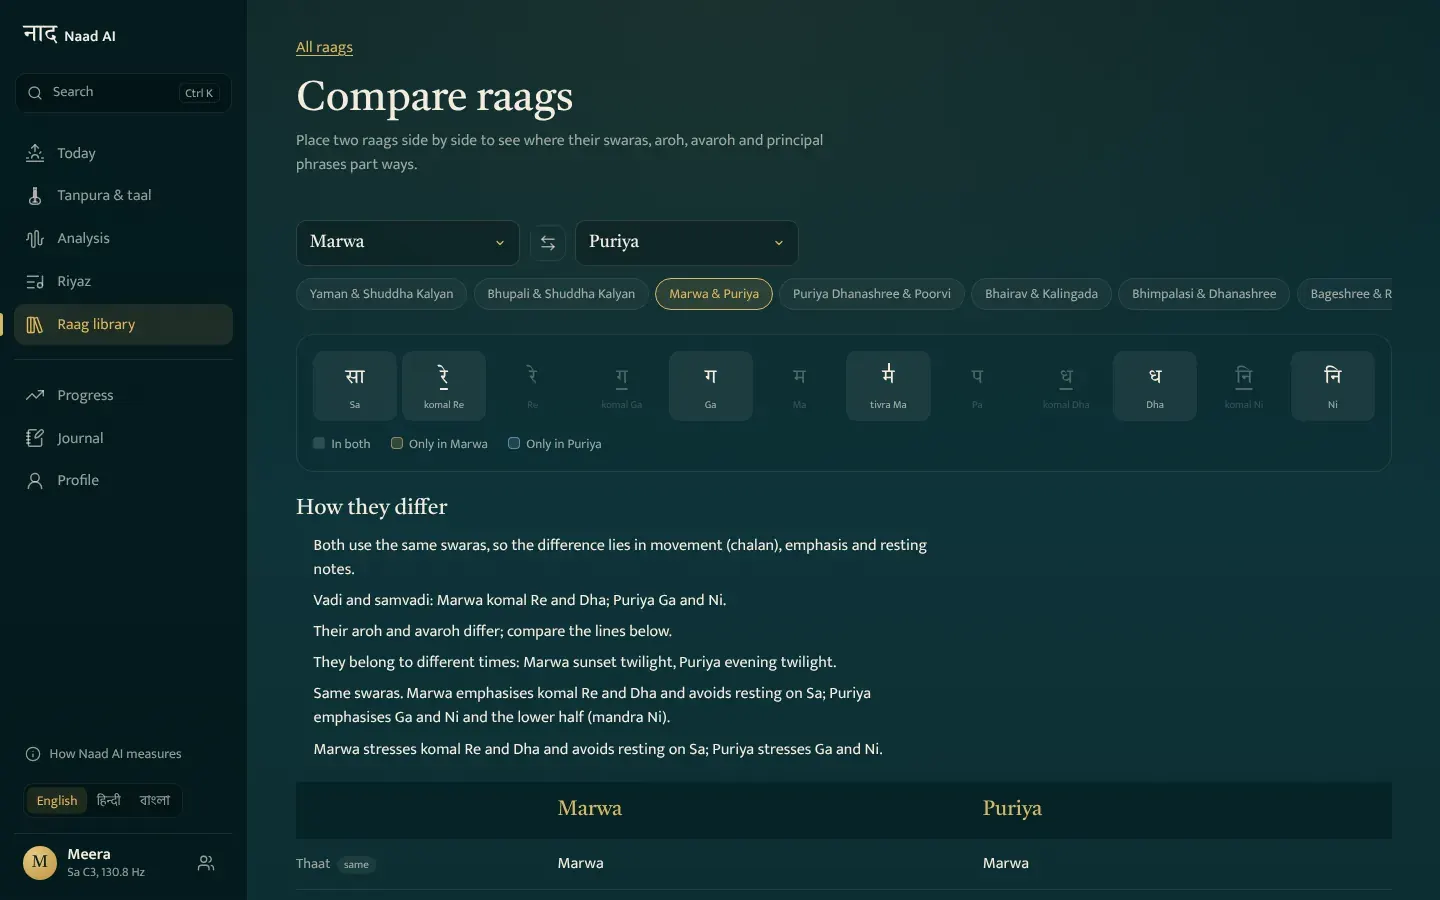 नाद Naad AI
Search Ctrl K
Today
Tanpura & taal
Analysis
Riyaz
Raag library
Progress
Journal
Profile
How Naad AI measures
English हिन्दी বাংলা
M Meera
Sa C3, 130.8 Hz
All raags
Compare raags
Place two raags side by side to see where their swaras, aroh, avaroh and principal
phrases part ways.
Marwa Puriya
Yaman & Shuddha Kalyan Bhupali & Shuddha Kalyan Marwa & Puriya Puriya Dhanashree & Poorvi Bhairav & Kalingada Bhimpalasi & Dhanashree Bageshree & R
सा रे॒ रे ग॒ ग म म॑ प ध॒ ध नि॒ नि
Sa komal Re Re komal Ga Ga Ma tivra Ma Pa komal Dha Dha komal Ni Ni
In both Only in Marwa Only in Puriya
How they differ
Both use the same swaras, so the difference lies in movement (chalan), emphasis and resting
notes.
Vadi and samvadi: Marwa komal Re and Dha; Puriya Ga and Ni.
Their aroh and avaroh differ; compare the lines below.
They belong to different times: Marwa sunset twilight, Puriya evening twilight.
Same swaras. Marwa emphasises komal Re and Dha and avoids resting on Sa; Puriya
emphasises Ga and Ni and the lower half (mandra Ni).
Marwa stresses komal Re and Dha and avoids resting on Sa; Puriya stresses Ga and Ni.
Marwa Puriya
Thaat same Marwa Marwa